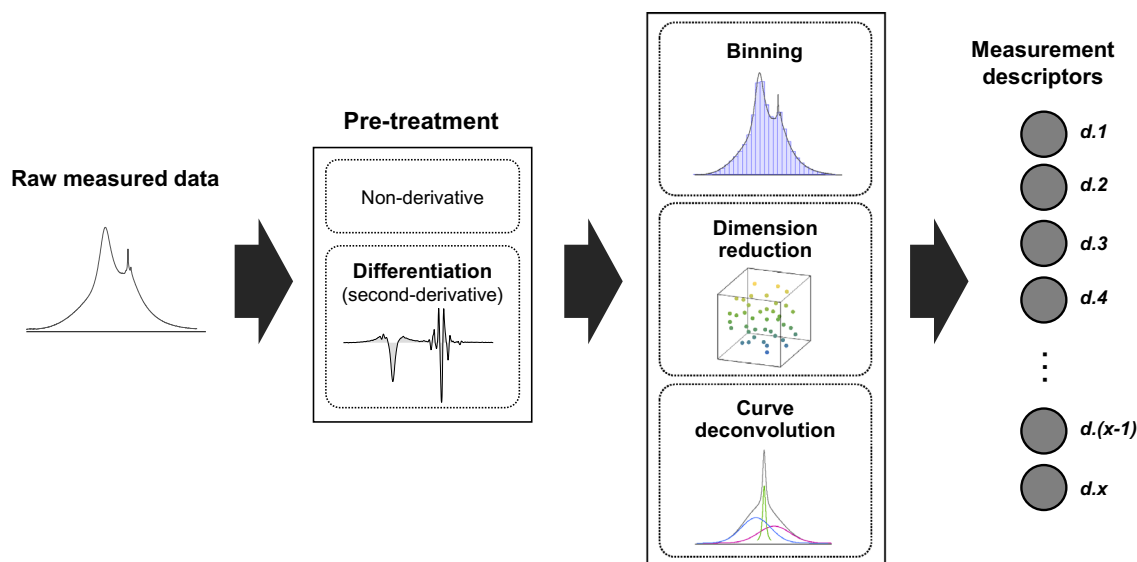 Raw measured data
Pre-treatment
Non-derivative
Differentiation
(second-derivative)
Binning
Dimension
reduction
Curve
deconvolution
Measurement
descriptors
d.1
d.2
d.3
d.4
⋮
d.(x-1)
d.x